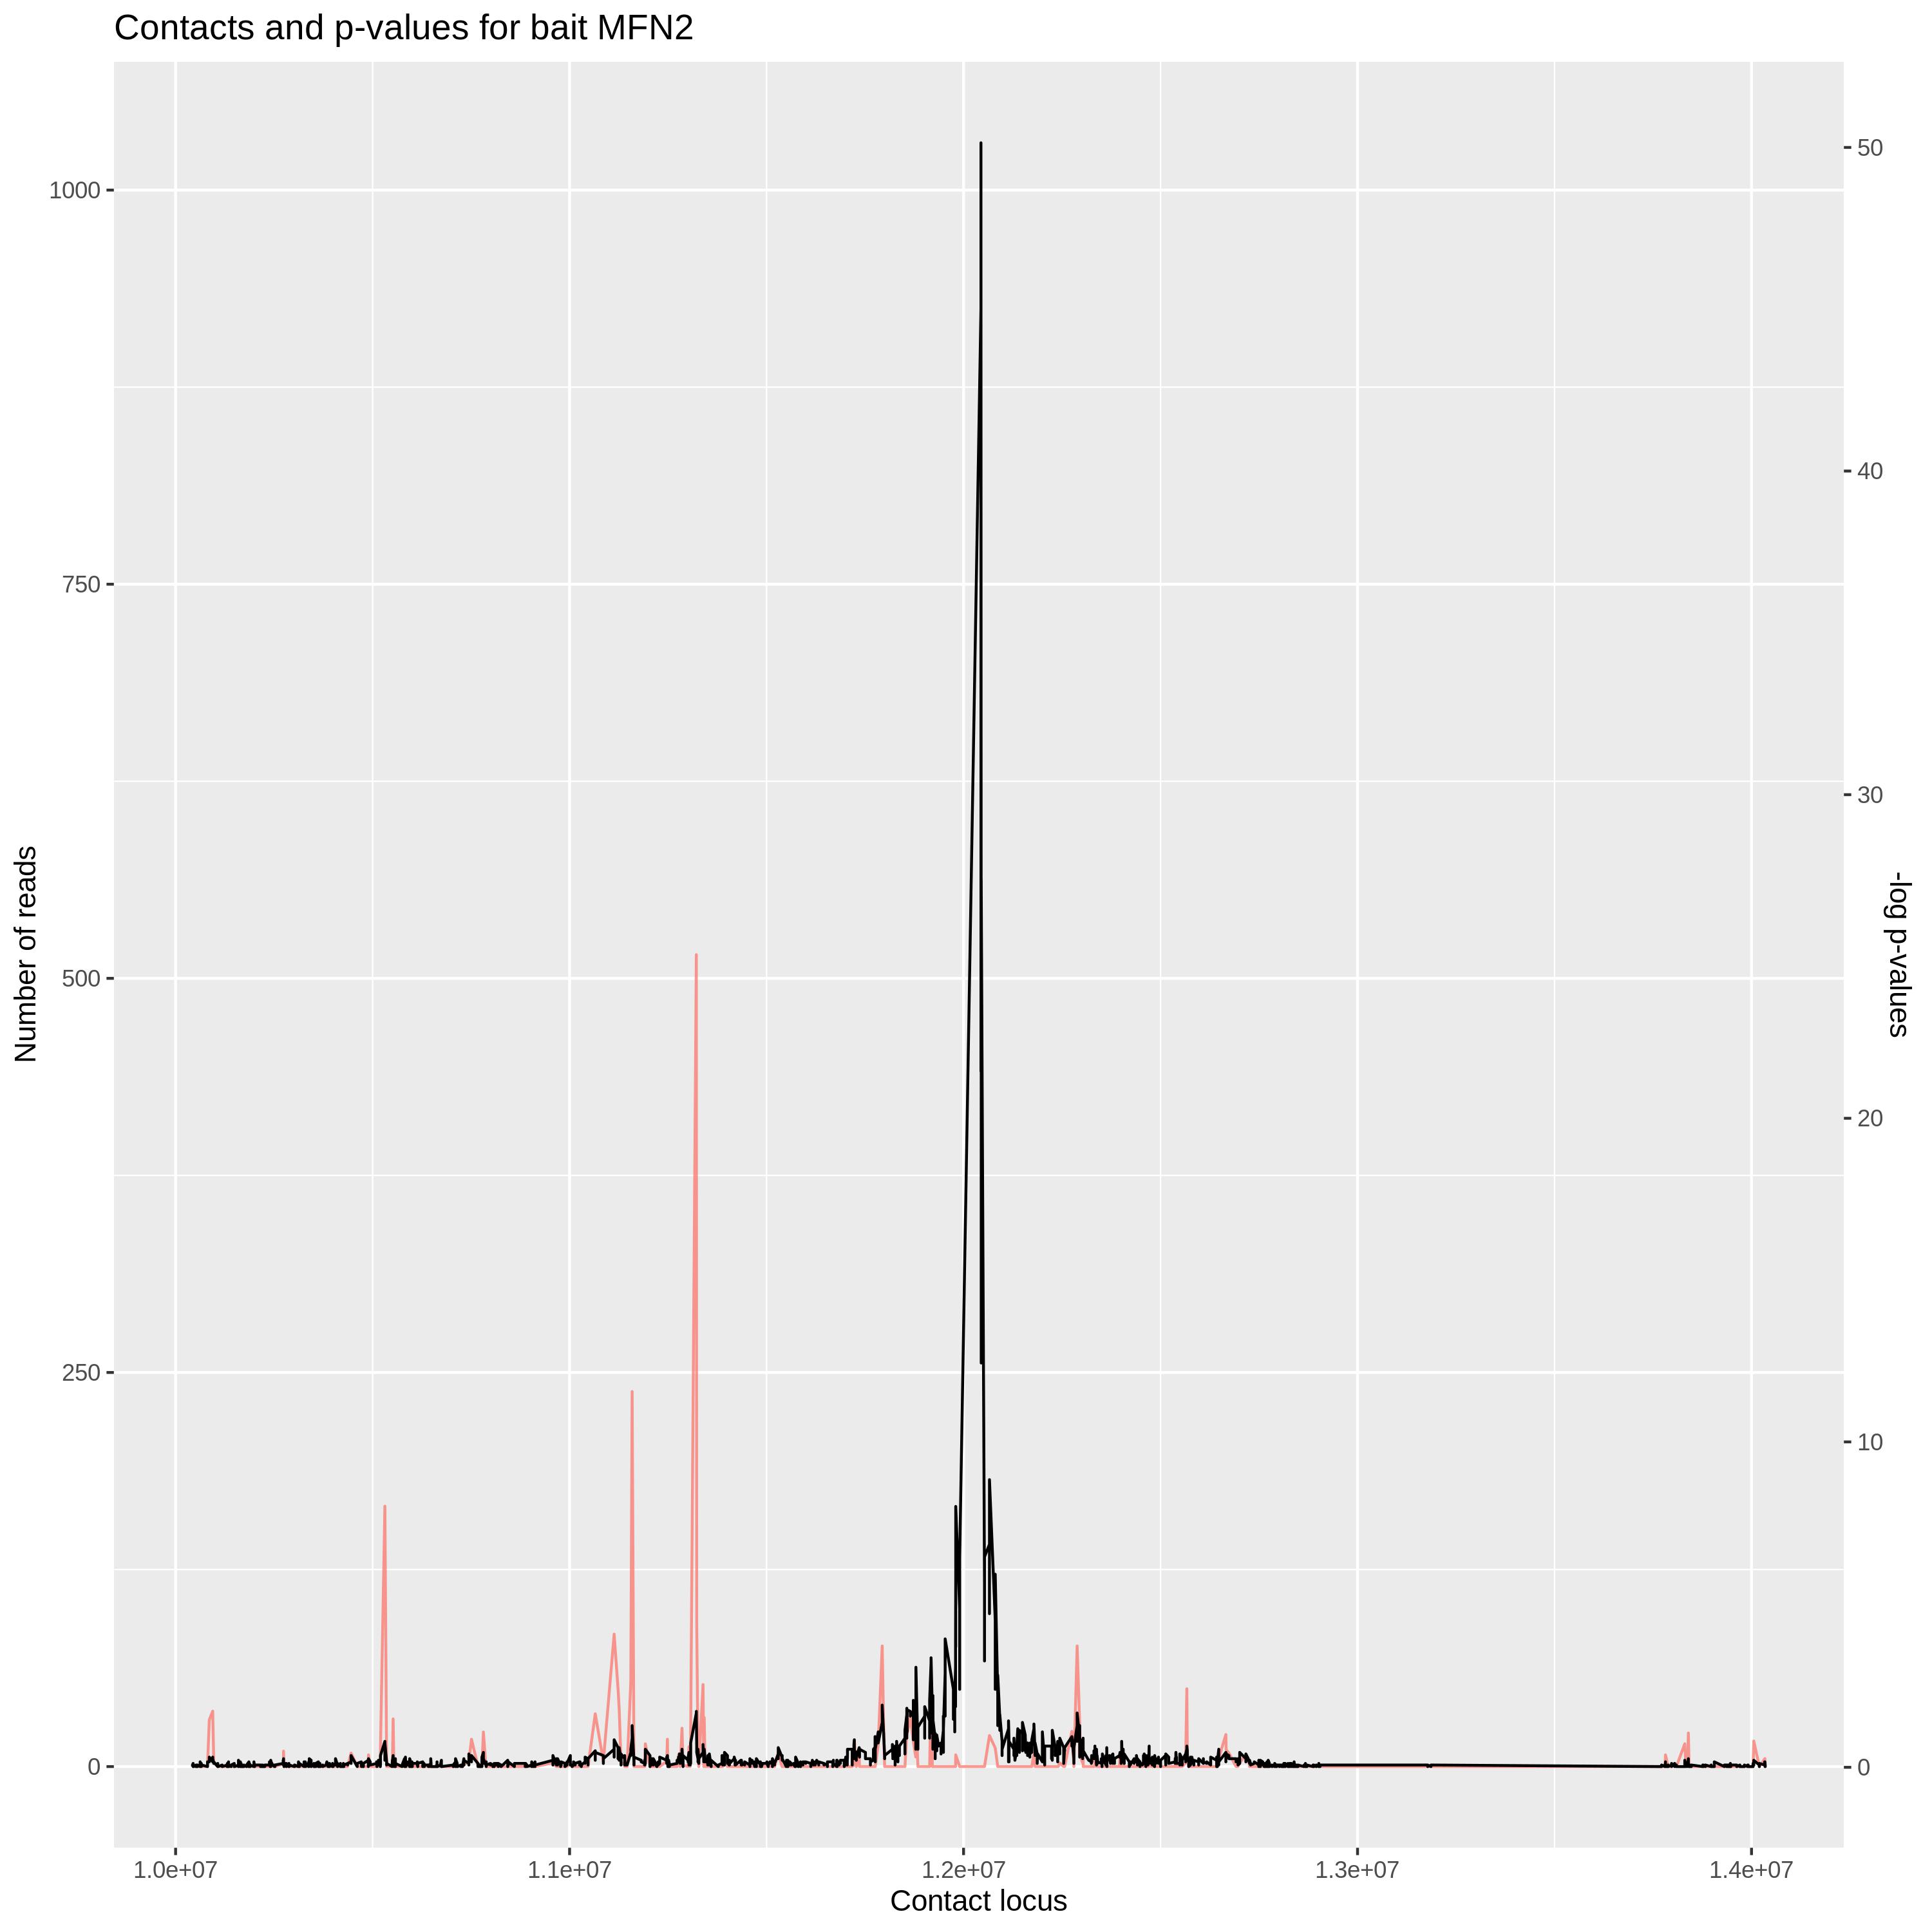 Contacts and p-values for bait MFN2
1000
750
500
250
0
50
40
30
20
10
0
Number of reads
-log p-values
1.0e+07
1.1e+07
1.2e+07
1.3e+07
1.4e+07
Contact locus